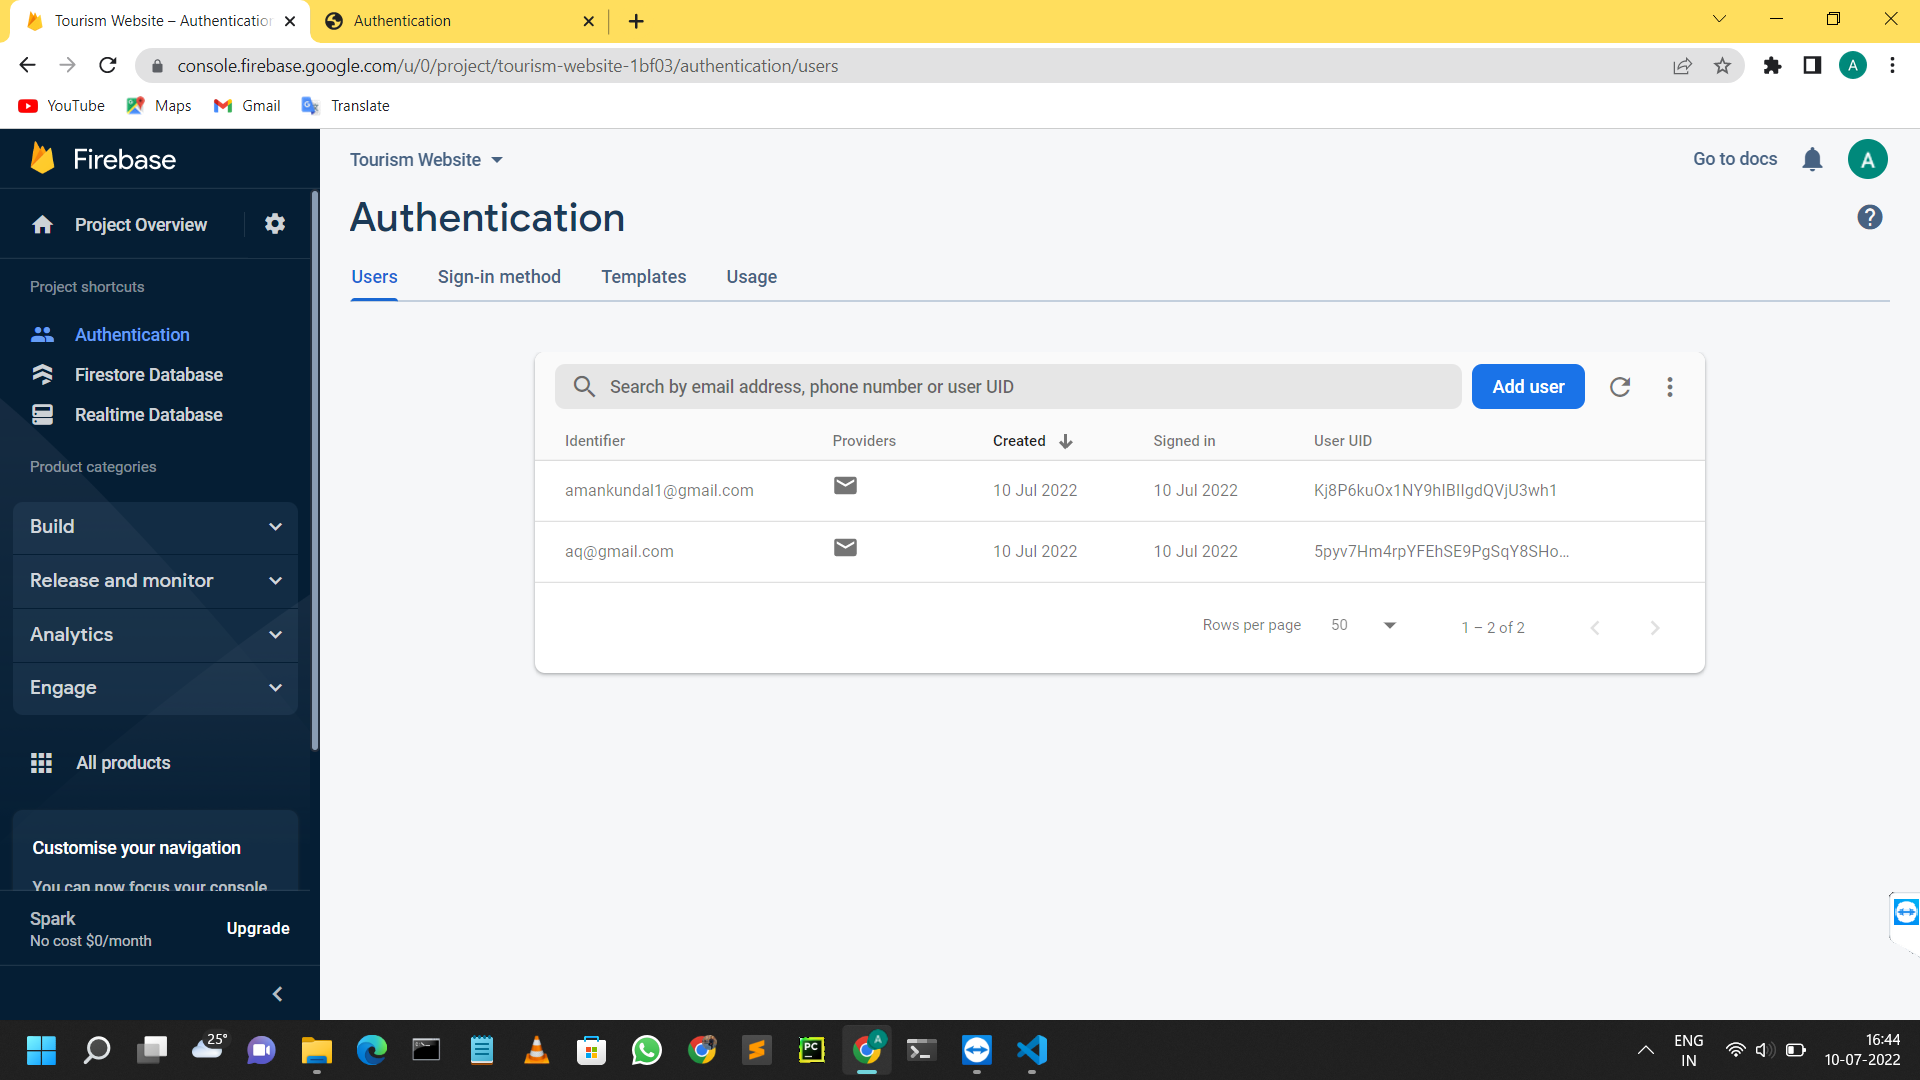 Tourism Website – Authentication
Authentication
console.firebase.google.com/u/0/project/tourism-website-1bf03/authentication/users
A
YouTube
Maps
Gmail
Translate
Firebase
Tourism Website
Go to docs
A
Project Overview
Authentication
Project shortcuts
Users
Sign-in method
Templates
Usage
Authentication
Firestore Database
Realtime Database
Search by email address, phone number or user UID
Add user
Identifier
Providers
Created
Signed in
User UID
amankundal1@gmail.com
10 Jul 2022
10 Jul 2022
Kj8P6kuOx1NY9hIBIIgdQVjU3wh1
aq@gmail.com
10 Jul 2022
10 Jul 2022
5pyv7Hm4rpYFEhSE9PgSqY8SHo...
Rows per page
50
1 – 2 of 2
Product categories
Build
Release and monitor
Analytics
Engage
All products
Customise your navigation
You can now focus your console
Spark
No cost $0/month
Upgrade
25°
PC
A
ENG
IN
16:44
10-07-2022